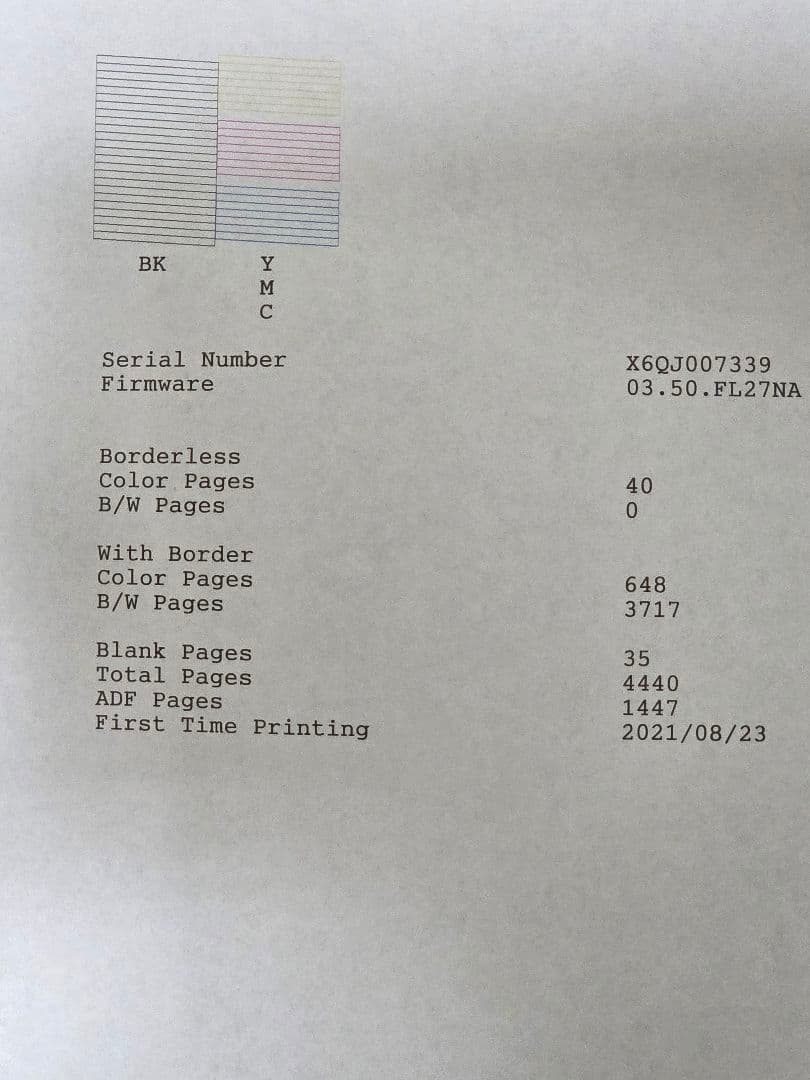 BK Y
M
C
Serial Number X6QJ007339
Firmware 03.50.FL27NA
Borderless
Color Pages 40
B/W Pages 0
With Border
Color Pages 648
B/W Pages 3717
Blank Pages 35
Total Pages 4440
ADF Pages 1447
First Time Printing 2021/08/23